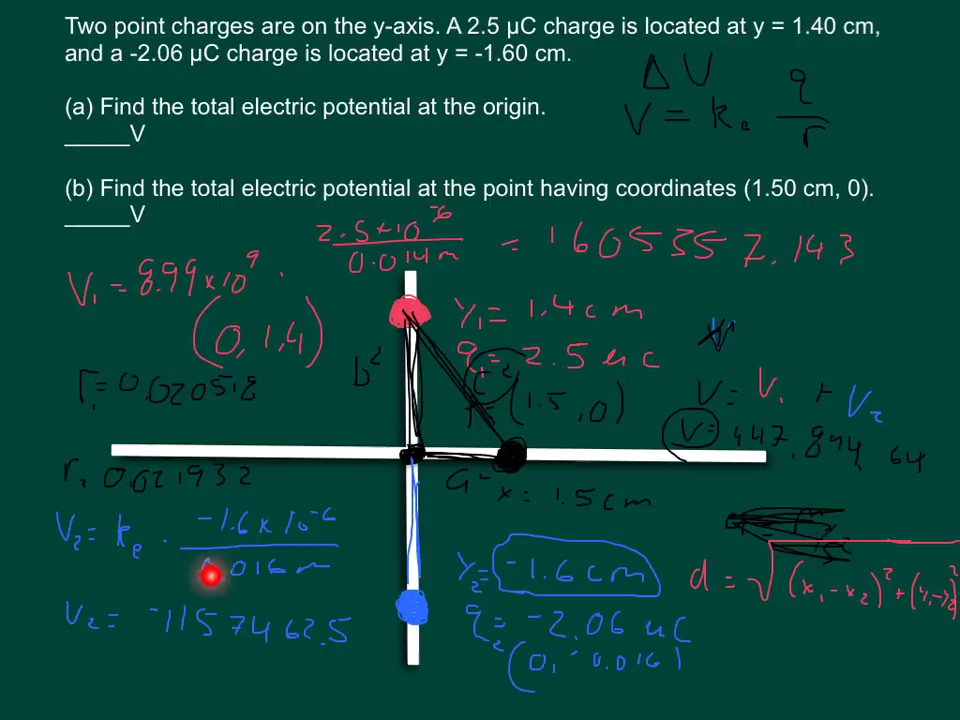 Two point charges are on the y-axis. A 2.5 μC charge is located at y = 1.40 cm,
and a -2.06 μC charge is located at y = -1.60 cm.
Δ V
V = ke q/r
(a) Find the total electric potential at the origin.
_____V
(b) Find the total electric potential at the point having coordinates (1.50 cm, 0).
_____V
V₁ = 8.99 x 10⁹ · 2.5 x 10⁻⁶ / 0.014 m = 1605357.143
(0, 1.4)
y₁ = 1.4 cm
q₁ = 2.5 uc
b²
c²
r₁ = 0.020518
(1.5, 0)
V = V₁ + V₂
V = 447,894.64
r₂ 0.021932
a² x = 1.5 cm
V₂ = ke · -1.6 x 10⁻⁶ / 0.016 m
y₂ = -1.6 cm
d = √(x₁ - x₂)² + (y₁ - y₂)²
V₂ = -1157462.5
q₂ = -2.06 uC
(0, -0.016)